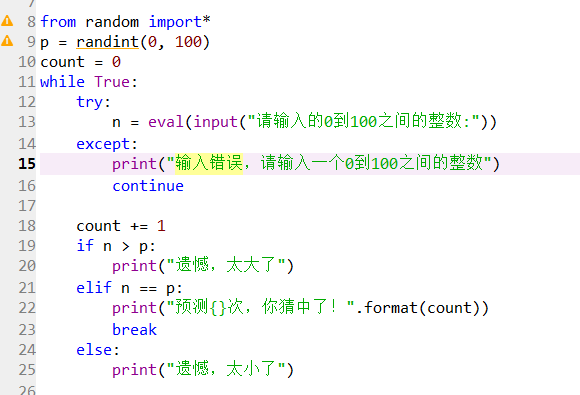 7
8 from random import*
9 p = randint(0, 100)
10 count = 0
11 while True:
12     try:
13         n = eval(input("请输入的0到100之间的整数:"))
14     except:
15         print("输入错误，请输入一个0到100之间的整数")
16         continue
17
18     count += 1
19     if n > p:
20         print("遗憾，太大了")
21     elif n == p:
22         print("预测{}次，你猜中了！".format(count))
23         break
24     else:
25         print("遗憾，太小了")
26